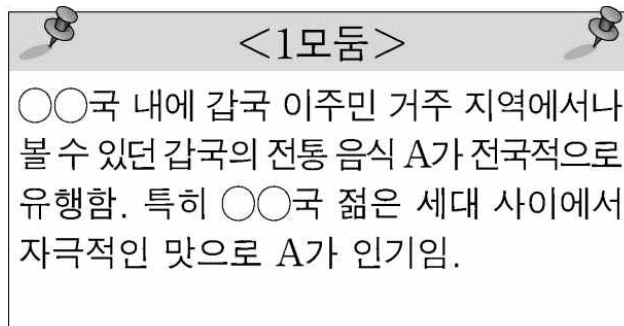 <1모둠>
○○국 내에 갑국 이주민 거주 지역에서나
볼 수 있던 갑국의 전통 음식 A가 전국적으로
유행함. 특히 ○○국 젊은 세대 사이에서
자극적인 맛으로 A가 인기임.